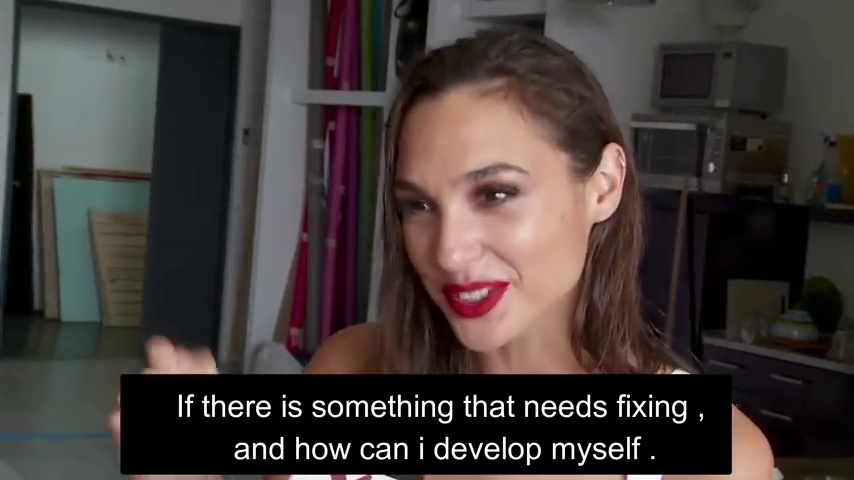 If there is something that needs fixing ,
and how can i develop myself .